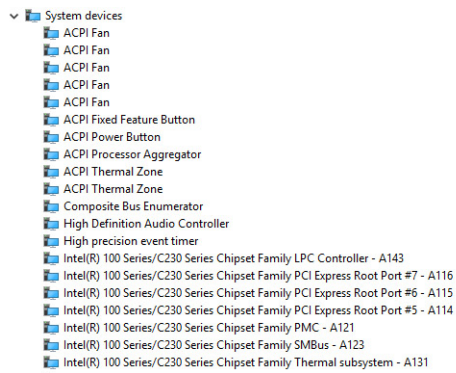 System devices
ACPI Fan
ACPI Fan
ACPI Fan
ACPI Fan
ACPI Fan
ACPI Fixed Feature Button
ACPI Power Button
ACPI Processor Aggregator
ACPI Thermal Zone
ACPI Thermal Zone
Composite Bus Enumerator
High Definition Audio Controller
High precision event timer
Intel(R) 100 Series/C230 Series Chipset Family LPC Controller - A143
Intel(R) 100 Series/C230 Series Chipset Family PCI Express Root Port #7 - A116
Intel(R) 100 Series/C230 Series Chipset Family PCI Express Root Port #6 - A115
Intel(R) 100 Series/C230 Series Chipset Family PCI Express Root Port #5 - A114
Intel(R) 100 Series/C230 Series Chipset Family PMC - A121
Intel(R) 100 Series/C230 Series Chipset Family SMBus - A123
Intel(R) 100 Series/C230 Series Chipset Family Thermal subsystem - A131